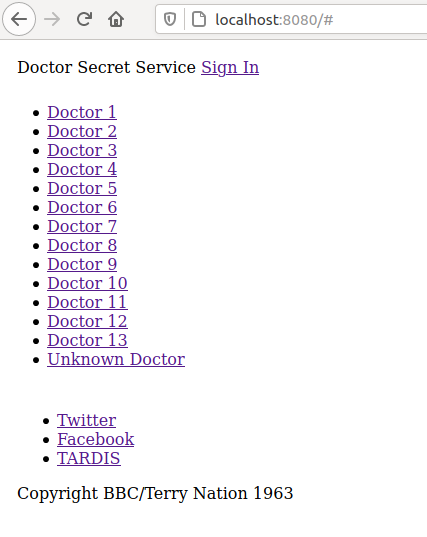 localhost:8080/#
Doctor Secret Service Sign In
Doctor 1
Doctor 2
Doctor 3
Doctor 4
Doctor 5
Doctor 6
Doctor 7
Doctor 8
Doctor 9
Doctor 10
Doctor 11
Doctor 12
Doctor 13
Unknown Doctor
Twitter
Facebook
TARDIS
Copyright BBC/Terry Nation 1963